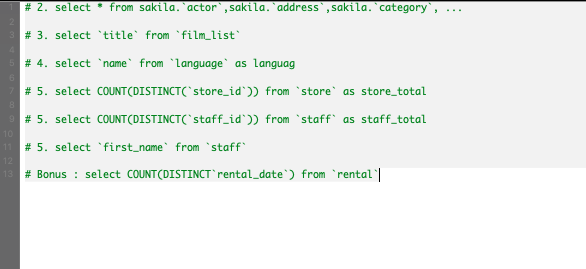 1 # 2. select * from sakila.`actor`,sakila.`address`,sakila.`category`, ...
2
3 # 3. select `title` from `film_list`
4
5 # 4. select `name` from `language` as languag
6
7 # 5. select COUNT(DISTINCT(`store_id`)) from `store` as store_total
8
9 # 5. select COUNT(DISTINCT(`staff_id`)) from `staff` as staff_total
10
11 # 5. select `first_name` from `staff`
12
13 # Bonus : select COUNT(DISTINCT`rental_date`) from `rental`